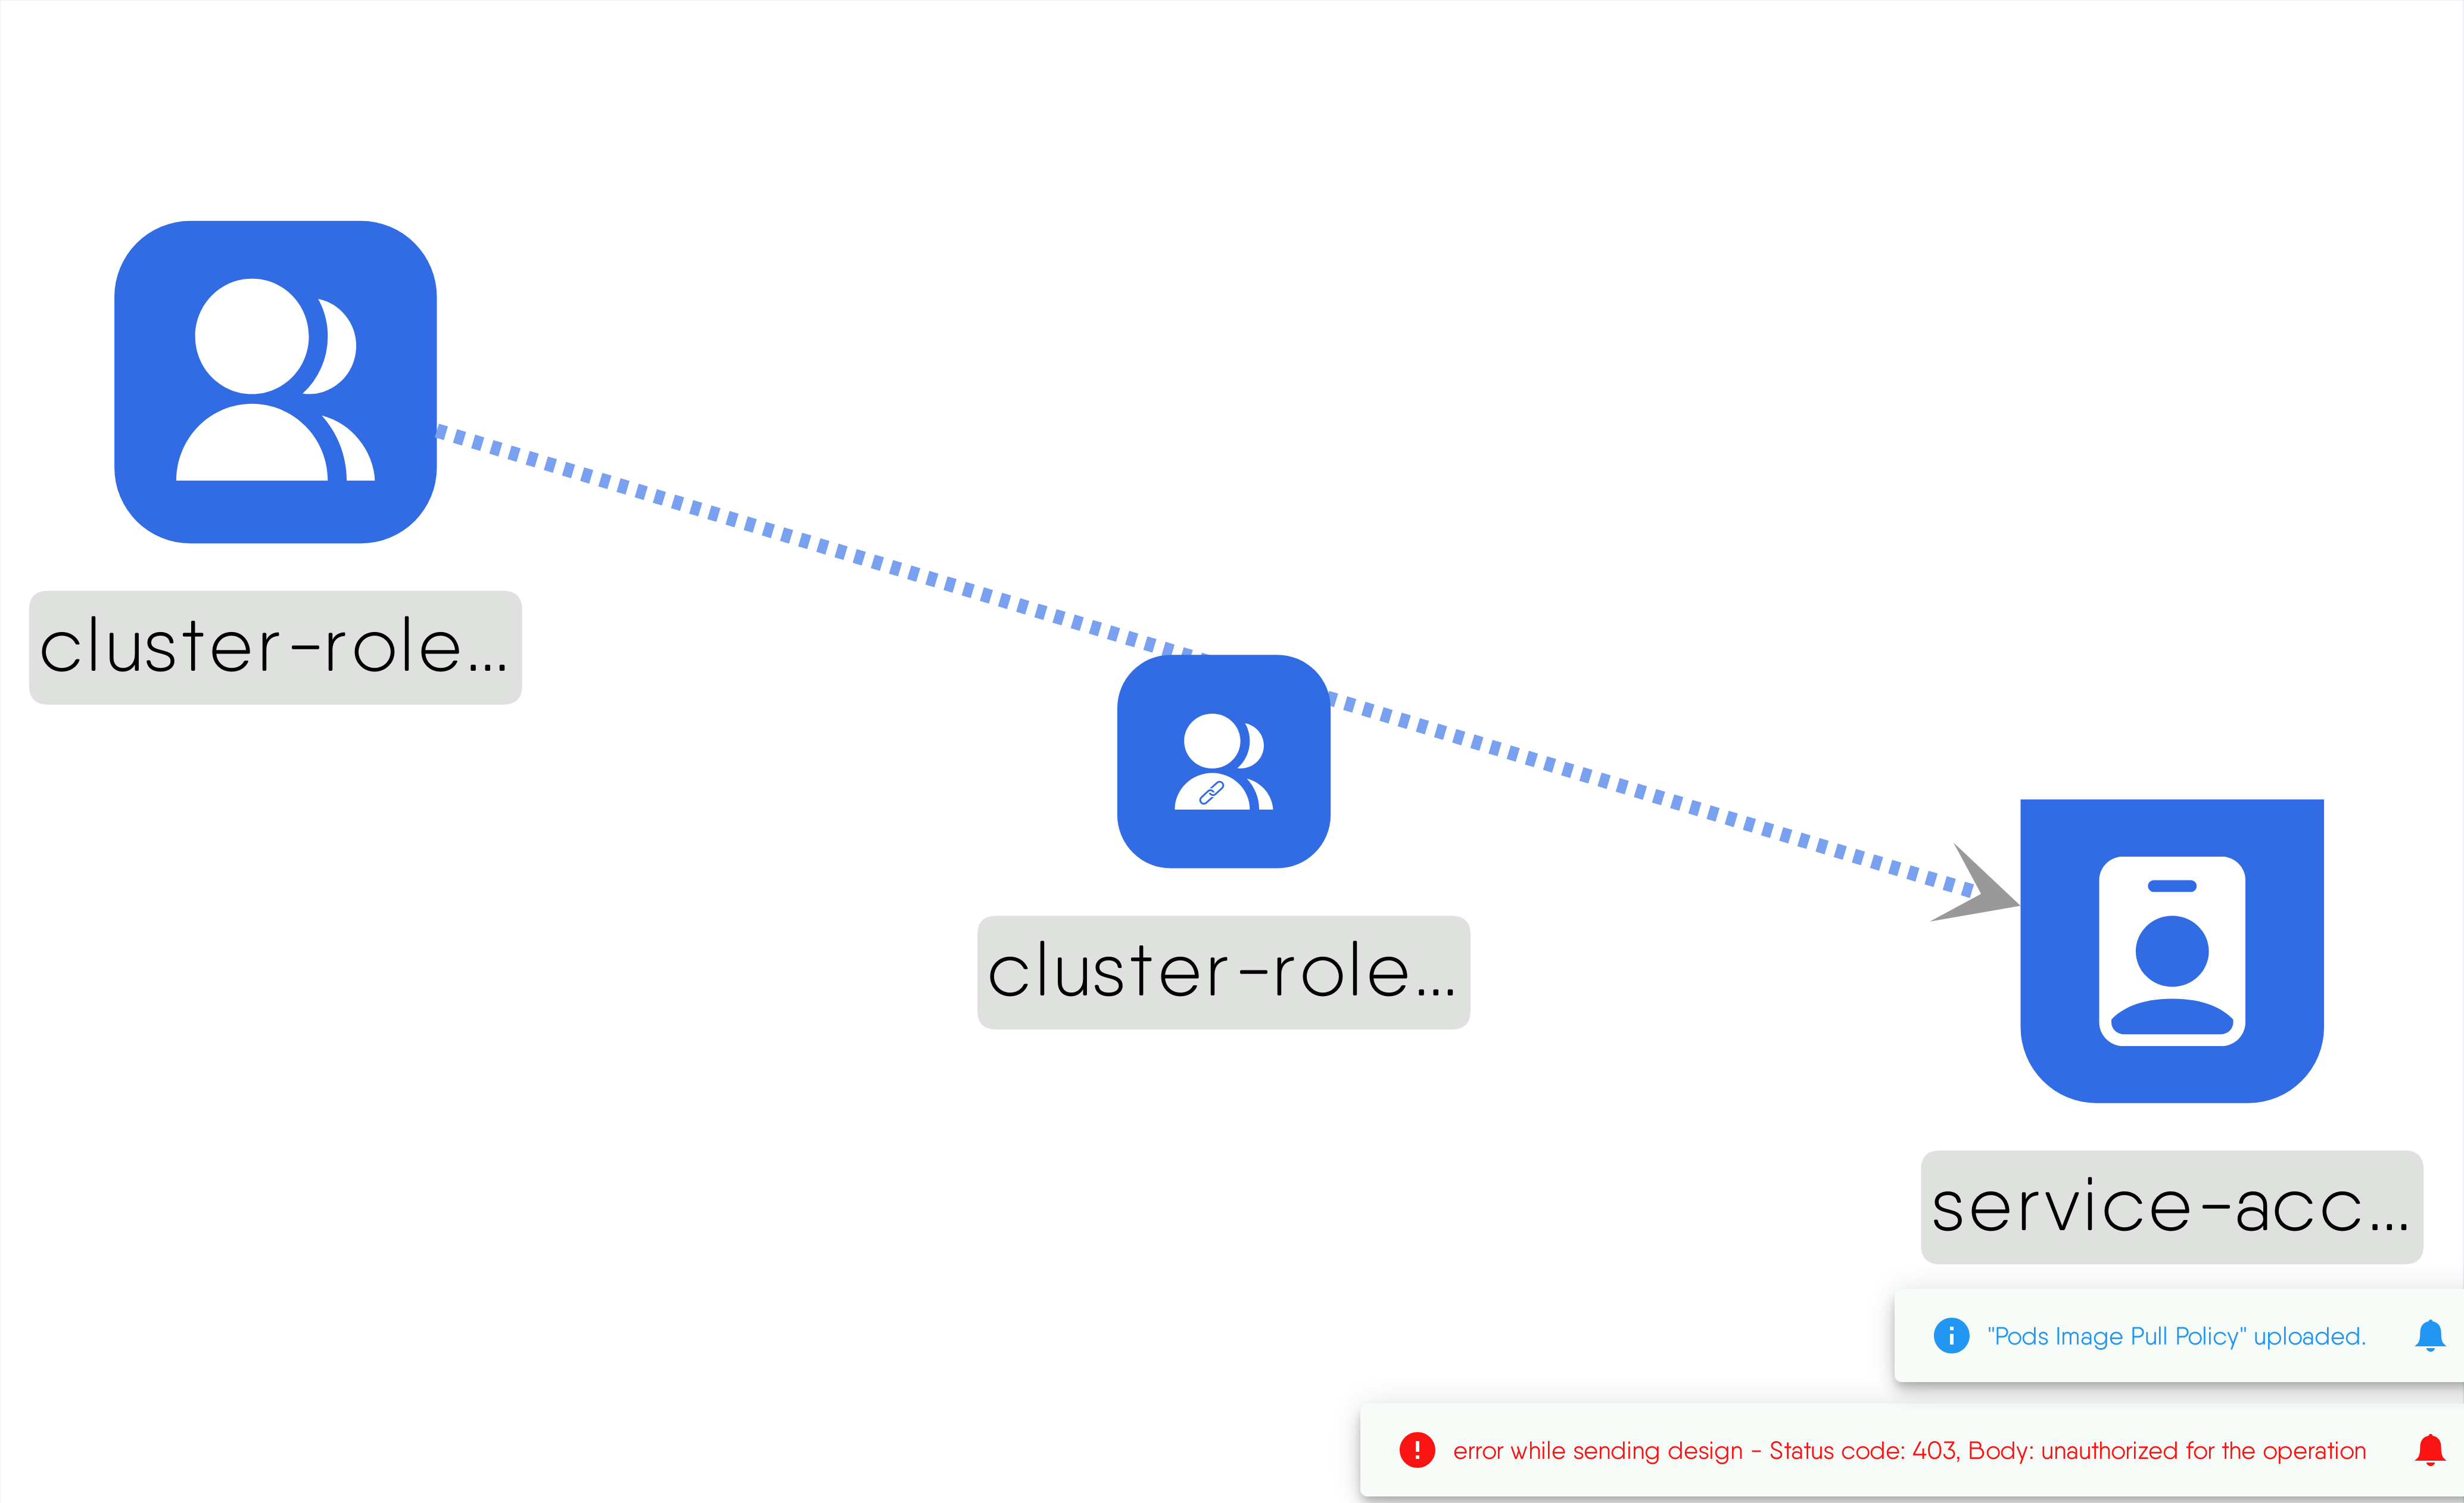 cluster-role...
cluster-role...
service-acc...
"Pods Image Pull Policy" uploaded.
error while sending design - Status code: 403, Body: unauthorized for the operation